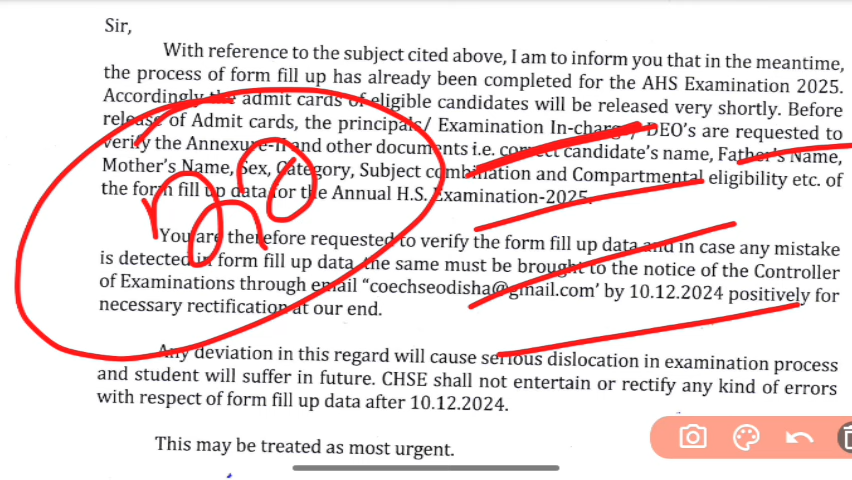 Sir,
With reference to the subject cited above, I am to inform you that in the meantime,
the process of form fill up has already been completed for the AHS Examination 2025.
Accordingly the admit cards of eligible candidates will be released very shortly. Before
release of Admit cards, the principals/ Examination In-charge/ DEO's are requested to
verify the Annexure-II and other documents i.e. correct candidate's name, Father's Name,
Mother's Name, Sex, Category, Subject combination and Compartmental eligibility etc. of
the form fill up data for the Annual H.S. Examination-2025.
You are therefore requested to verify the form fill up data and in case any mistake
is detected in form fill up data, the same must be brought to the notice of the Controller
of Examinations through email “coechseodisha@gmail.com’ by 10.12.2024 positively for
necessary rectification at our end.
Any deviation in this regard will cause serious dislocation in examination process
and student will suffer in future. CHSE shall not entertain or rectify any kind of errors
with respect of form fill up data after 10.12.2024.
This may be treated as most urgent.